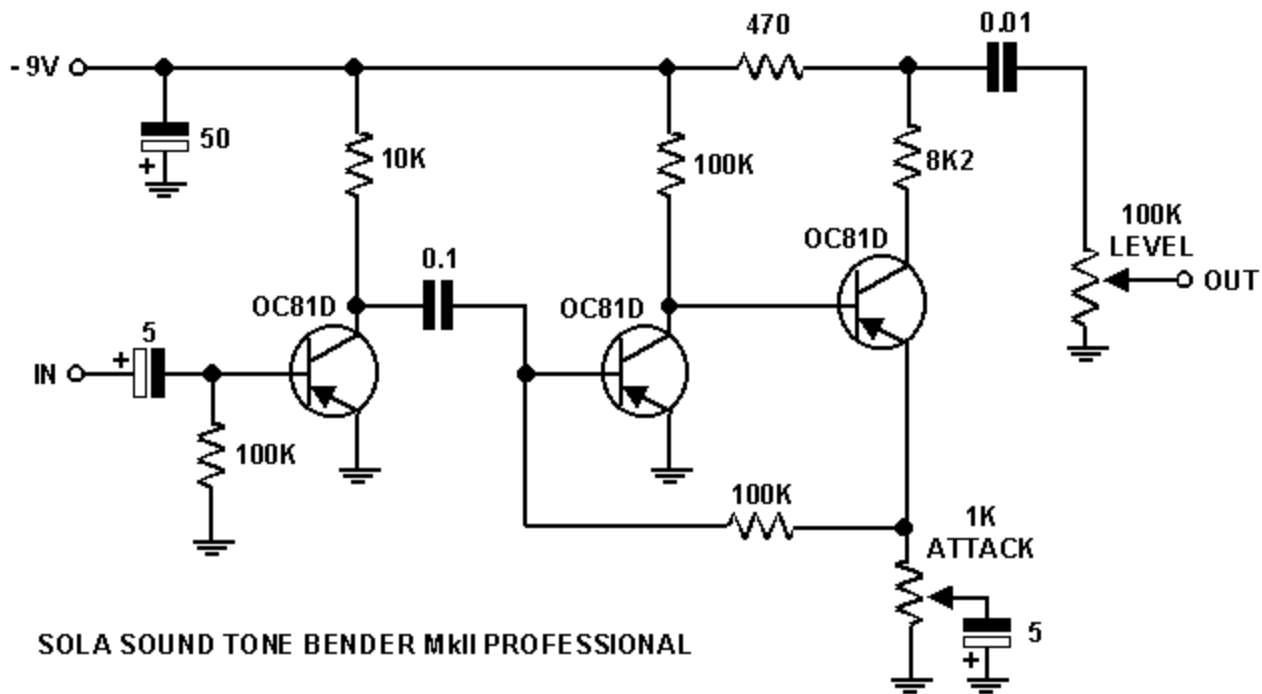 470
0.01
- 9V
50
+
10K
100K
8K2
100K
LEVEL
OC81D
OUT
0.1
OC81D
OC81D
5
+
IN
100K
100K
1K
ATTACK
5
+
SOLA SOUND TONE BENDER MkII PROFESSIONAL